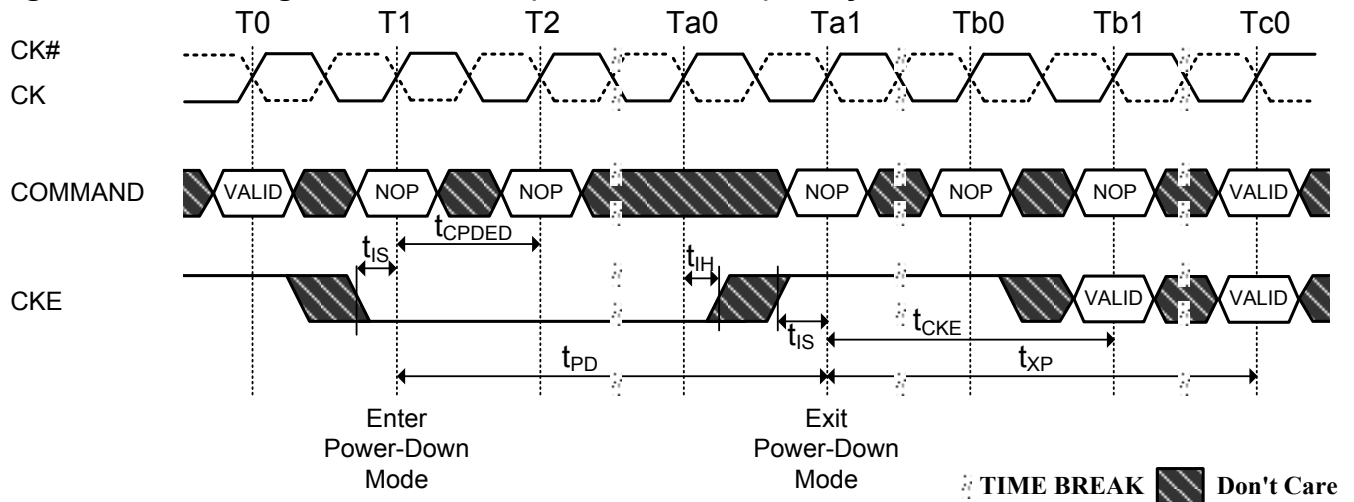 T0 T1 T2 Ta0 Ta1 Tb0 Tb1 Tc0
CK#
CK
COMMAND VALID NOP NOP NOP NOP NOP VALID
tIS tCPDED tIH
CKE VALID VALID
tIS tCKE
tPD tXP
Enter
Power-Down
Mode
Exit
Power-Down
Mode
TIME BREAK Don't Care